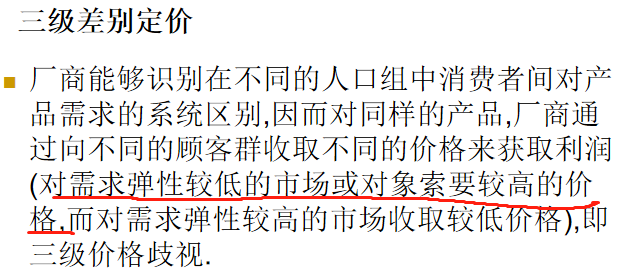 三级差别定价
厂商能够识别在不同的人口组中消费者间对产
品需求的系统区别,因而对同样的产品,厂商通
过向不同的顾客群收取不同的价格来获取利润
(对需求弹性较低的市场或对象索要较高的价
格,而对需求弹性较高的市场收取较低价格),即
三级价格歧视.